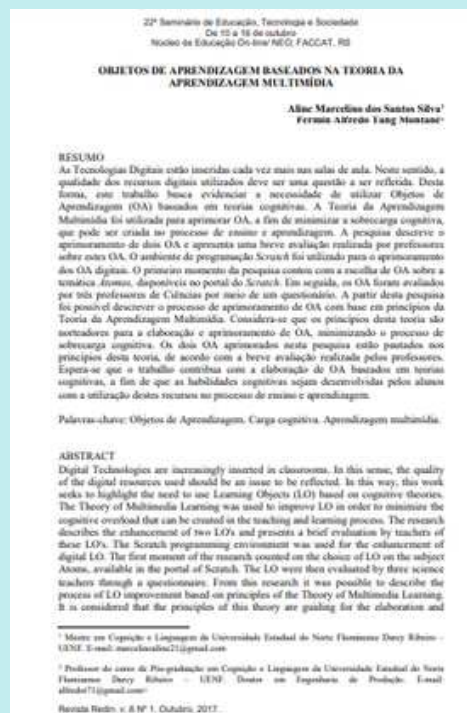 22º Seminário de Educação, Tecnologia e Sociedade
De 10 a 16 de outubro
Núcleo de Educação On-line/ NEO, FACCAT, RS
OBJETOS DE APRENDIZAGEM BASEADOS NA TEORIA DA
APRENDIZAGEM MULTIMÍDIA
Aline Marcelino dos Santos Silva¹
Fermín Alfredo Tang Montané²
RESUMO
As Tecnologias Digitais estão inseridas cada vez mais nas salas de aula. Neste sentido, a
qualidade dos recursos digitais utilizados deve ser uma questão a ser refletida. Desta
forma, este trabalho busca evidenciar a necessidade de utilizar Objetos de
Aprendizagem (OA) baseados em teorias cognitivas. A Teoria da Aprendizagem
Multimídia foi utilizada para aprimorar OA, a fim de minimizar a sobrecarga cognitiva,
que pode ser criada no processo de ensino e aprendizagem. A pesquisa descreve o
aprimoramento de dois OA e apresenta uma breve avaliação realizada por professores
sobre estes OA. O ambiente de programação Scratch foi utilizado para o aprimoramento
dos OA digitais. O primeiro momento da pesquisa contou com a escolha de OA sobre a
temática Átomos, disponíveis no portal do Scratch. Em seguida, os OA foram avaliados
por três professores de Ciências por meio de um questionário. A partir desta pesquisa
foi possível descrever o processo de aprimoramento de OA com base em princípios da
Teoria da Aprendizagem Multimídia. Considera-se que os princípios desta teoria são
norteadores para a elaboração e aprimoramento de OA, minimizando o processo de
sobrecarga cognitiva. Os dois OA aprimorados nesta pesquisa estão pautados nos
princípios desta teoria, de acordo com a breve avaliação realizada pelos professores.
Espera-se que o trabalho contribua com a elaboração de OA baseados em teorias
cognitivas, a fim de que as habilidades cognitivas sejam desenvolvidas pelos alunos
com a utilização destes recursos no processo de ensino e aprendizagem.
Palavras-chave: Objetos de Aprendizagem. Carga cognitiva. Aprendizagem multimídia.
ABSTRACT
Digital Technologies are increasingly inserted in classrooms. In this sense, the quality
of the digital resources used should be an issue to be reflected. In this way, this work
seeks to highlight the need to use Learning Objects (LO) based on cognitive theories.
The Theory of Multimedia Learning was used to improve LO in order to minimize the
cognitive overload that can be created in the teaching and learning process. The research
describes the enhancement of two LO's and presents a brief evaluation by teachers of
these LO's. The Scratch programming environment was used for the enhancement of
digital LO. The first moment of the research counted on the choice of LO on the subject
Atoms, available in the portal of Scratch. The LO were then evaluated by three science
teachers through a questionnaire. From this research it was possible to describe the
process of LO improvement based on principles of the Theory of Multimedia Learning.
It is considered that the principles of this theory are guiding for the elaboration and
¹ Mestre em Cognição e Linguagem da Universidade Estadual do Norte Fluminense Darcy Ribeiro –
UENF. E-mail: marcelinoaline21@gmail.com
² Professor do curso de Pós-graduação em Cognição e Linguagem da Universidade Estadual do Norte
Fluminense Darcy Ribeiro – UENF. Doutor em Engenharia de Produção. E-mail:
Revista Redin. v. 6 Nº 1. Outubro, 2017.